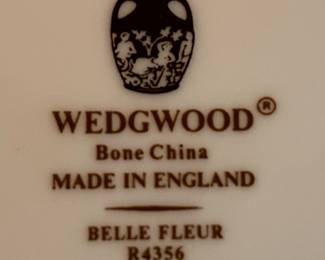 WEDGWOOD®
Bone China
MADE IN ENGLAND
BELLE FLEUR
R4356